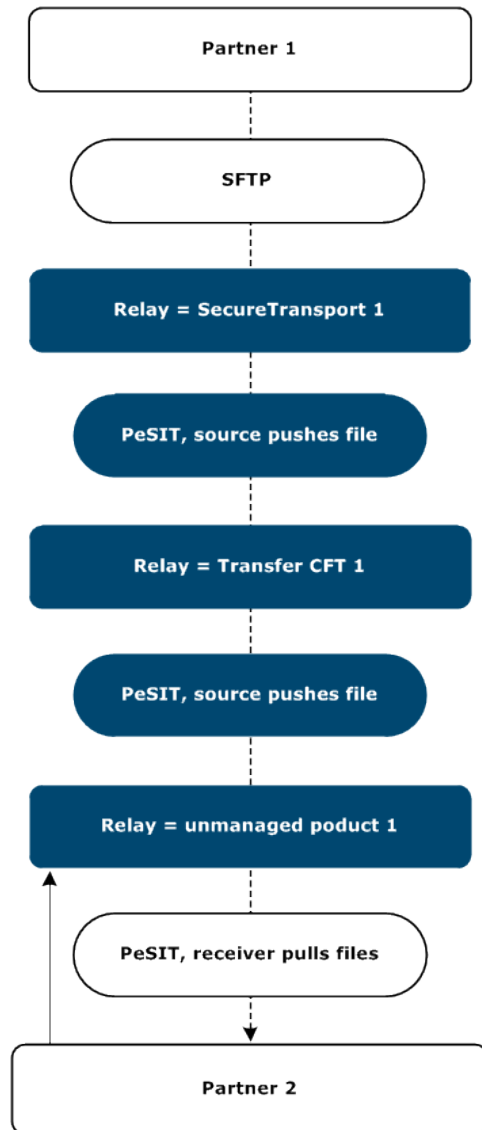 Partner 1
SFTP
Relay = SecureTransport 1
PeSIT, source pushes file
Relay = Transfer CFT 1
PeSIT, source pushes file
Relay = unmanaged poduct 1
PeSIT, receiver pulls files
Partner 2